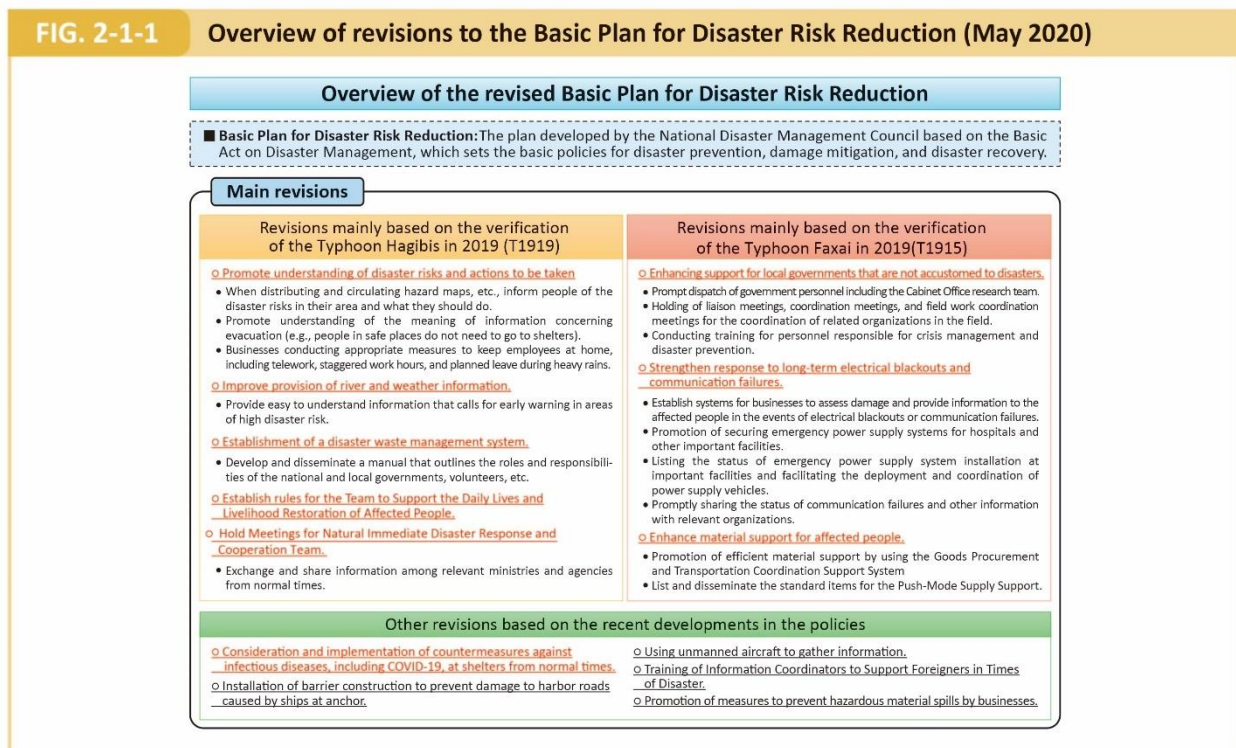 FIG. 2-1-1
Overview of revisions to the Basic Plan for Disaster Risk Reduction (May 2020)
Overview of the revised Basic Plan for Disaster Risk Reduction
■ Basic Plan for Disaster Risk Reduction: The plan developed by the National Disaster Management Council based on the Basic
Act on Disaster Management, which sets the basic policies for disaster prevention, damage mitigation, and disaster recovery.
Main revisions
Revisions mainly based on the verification
of the Typhoon Hagibis in 2019 (T1919)
○ Promote understanding of disaster risks and actions to be taken
• When distributing and circulating hazard maps, etc., inform people of the
disaster risks in their area and what they should do.
• Promote understanding of the meaning of information concerning
evacuation (e.g., people in safe places do not need to go to shelters).
• Businesses conducting appropriate measures to keep employees at home,
including telework, staggered work hours, and planned leave during heavy rains.
○ Improve provision of river and weather information.
• Provide easy to understand information that calls for early warning in areas
of high disaster risk.
○ Establishment of a disaster waste management system.
• Develop and disseminate a manual that outlines the roles and responsibili-
ties of the national and local governments, volunteers, etc.
○ Establish rules for the Team to Support the Daily Lives and
Livelihood Restoration of Affected People.
○ Hold Meetings for Natural Immediate Disaster Response and
Cooperation Team.
• Exchange and share information among relevant ministries and agencies
from normal times.
Revisions mainly based on the verification
of the Typhoon Faxai in 2019(T1915)
○ Enhancing support for local governments that are not accustomed to disasters.
• Prompt dispatch of government personnel including the Cabinet Office research team.
• Holding of liaison meetings, coordination meetings, and field work coordination
meetings for the coordination of related organizations in the field.
• Conducting training for personnel responsible for crisis management and
disaster prevention.
○ Strengthen response to long-term electrical blackouts and
communication failures.
• Establish systems for businesses to assess damage and provide information to the
affected people in the events of electrical blackouts or communication failures.
• Promotion of securing emergency power supply systems for hospitals and
other important facilities.
• Listing the status of emergency power supply system installation at
important facilities and facilitating the deployment and coordination of
power supply vehicles.
• Promptly sharing the status of communication failures and other information
with relevant organizations.
○ Enhance material support for affected people.
• Promotion of efficient material support by using the Goods Procurement
and Transportation Coordination Support System
• List and disseminate the standard items for the Push-Mode Supply Support.
Other revisions based on the recent developments in the policies
○ Consideration and implementation of countermeasures against
infectious diseases, including COVID-19, at shelters from normal times.
○ Installation of barrier construction to prevent damage to harbor roads
caused by ships at anchor.
○ Using unmanned aircraft to gather information.
○ Training of Information Coordinators to Support Foreigners in Times
of Disaster.
○ Promotion of measures to prevent hazardous material spills by businesses.